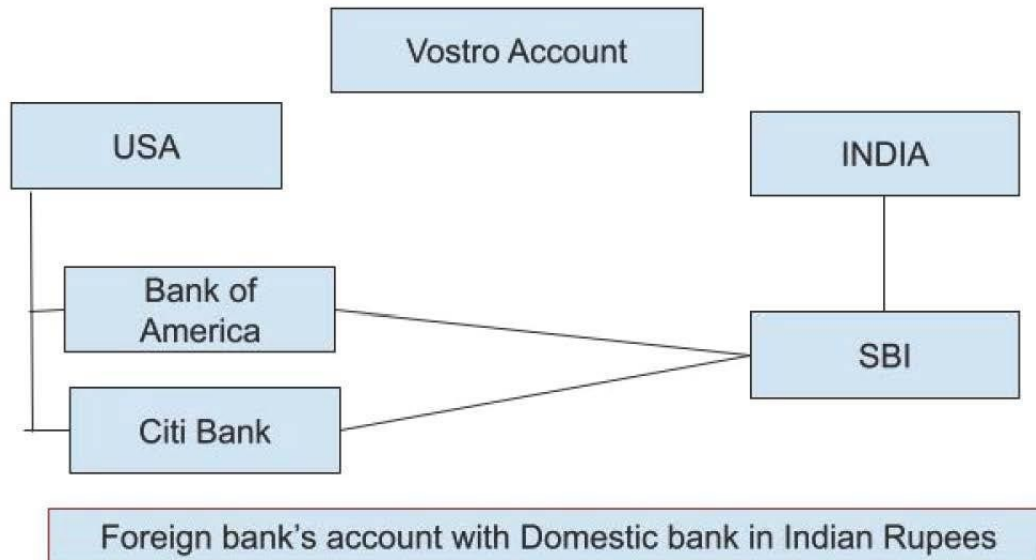 Vostro Account
USA
INDIA
Bank of
America
SBI
Citi Bank
Foreign bank's account with Domestic bank in Indian Rupees